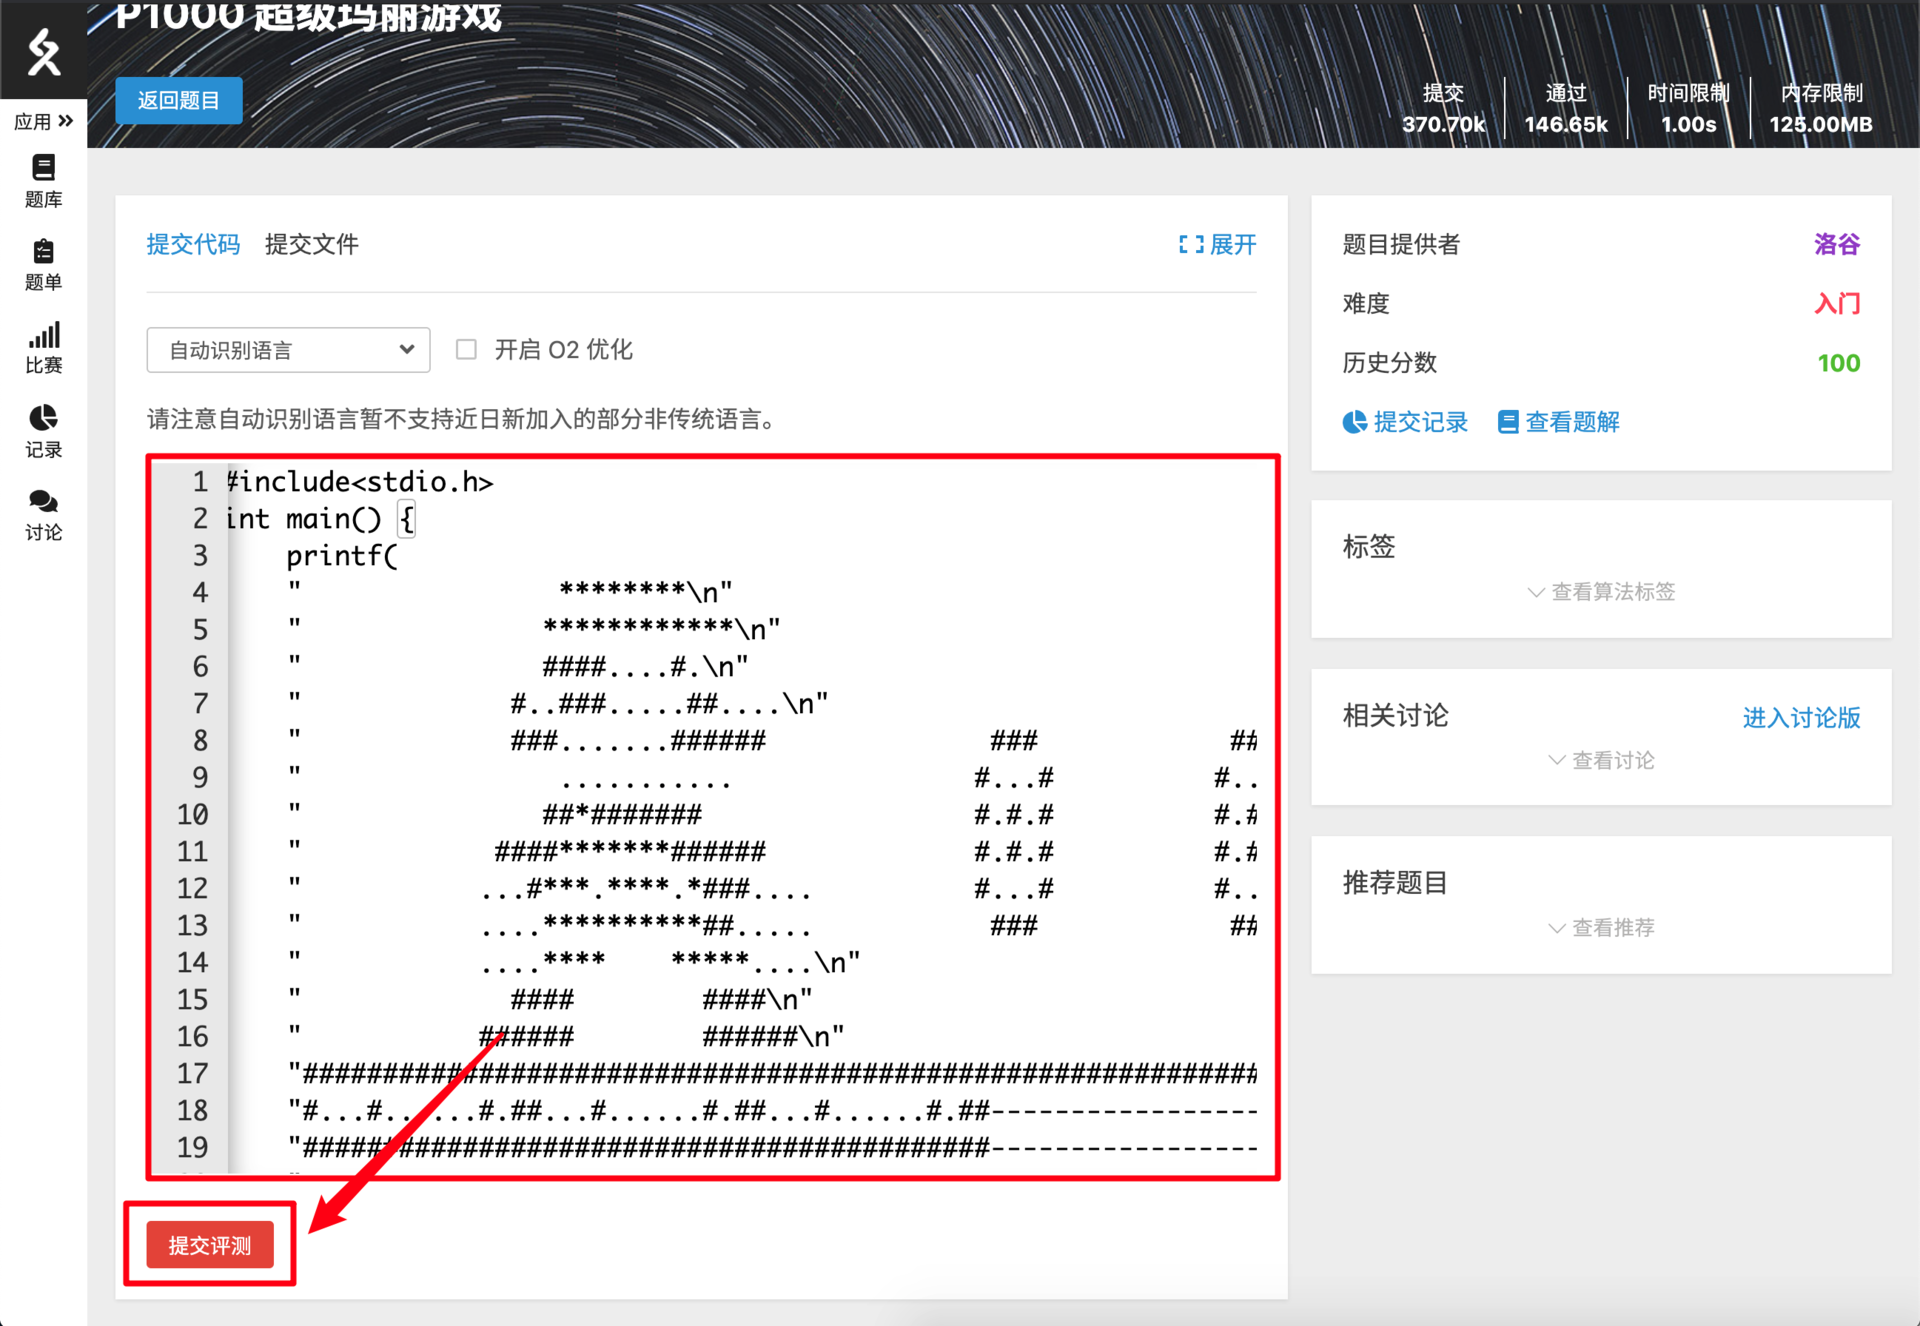 P1000 超级玛丽游戏
返回题目
提交
370.70k
通过
146.65k
时间限制
1.00s
内存限制
125.00MB
应用
题库
题单
比赛
记录
讨论
提交代码 提交文件 展开
自动识别语言 开启 O2 优化
请注意自动识别语言暂不支持近日新加入的部分非传统语言。
1 #include<stdio.h>
2 int main() {
3     printf(
4     "                ********\n"
5     "               ************\n"
6     "               ####....#.\n"
7     "             #..###.....##....\n"
8     "             ###.......######              ###            ##
9     "                ...........               #...#          #..
10     "               ##*#######                 #.#.#          #.#
11     "            ####*******######             #.#.#          #.#
12     "           ...#***.****.*###....          #...#          #..
13     "           ....**********##.....           ###            ##
14     "           ....****    *****....\n"
15     "             ####        ####\n"
16     "           ######        ######\n"
17     "############################################################
18     "#...#......#.##...#......#.##...#......#.##-----------------
19     "###########################################-----------------
提交评测
题目提供者 洛谷
难度 入门
历史分数 100
提交记录 查看题解
标签
查看算法标签
相关讨论 进入讨论版
查看讨论
推荐题目
查看推荐